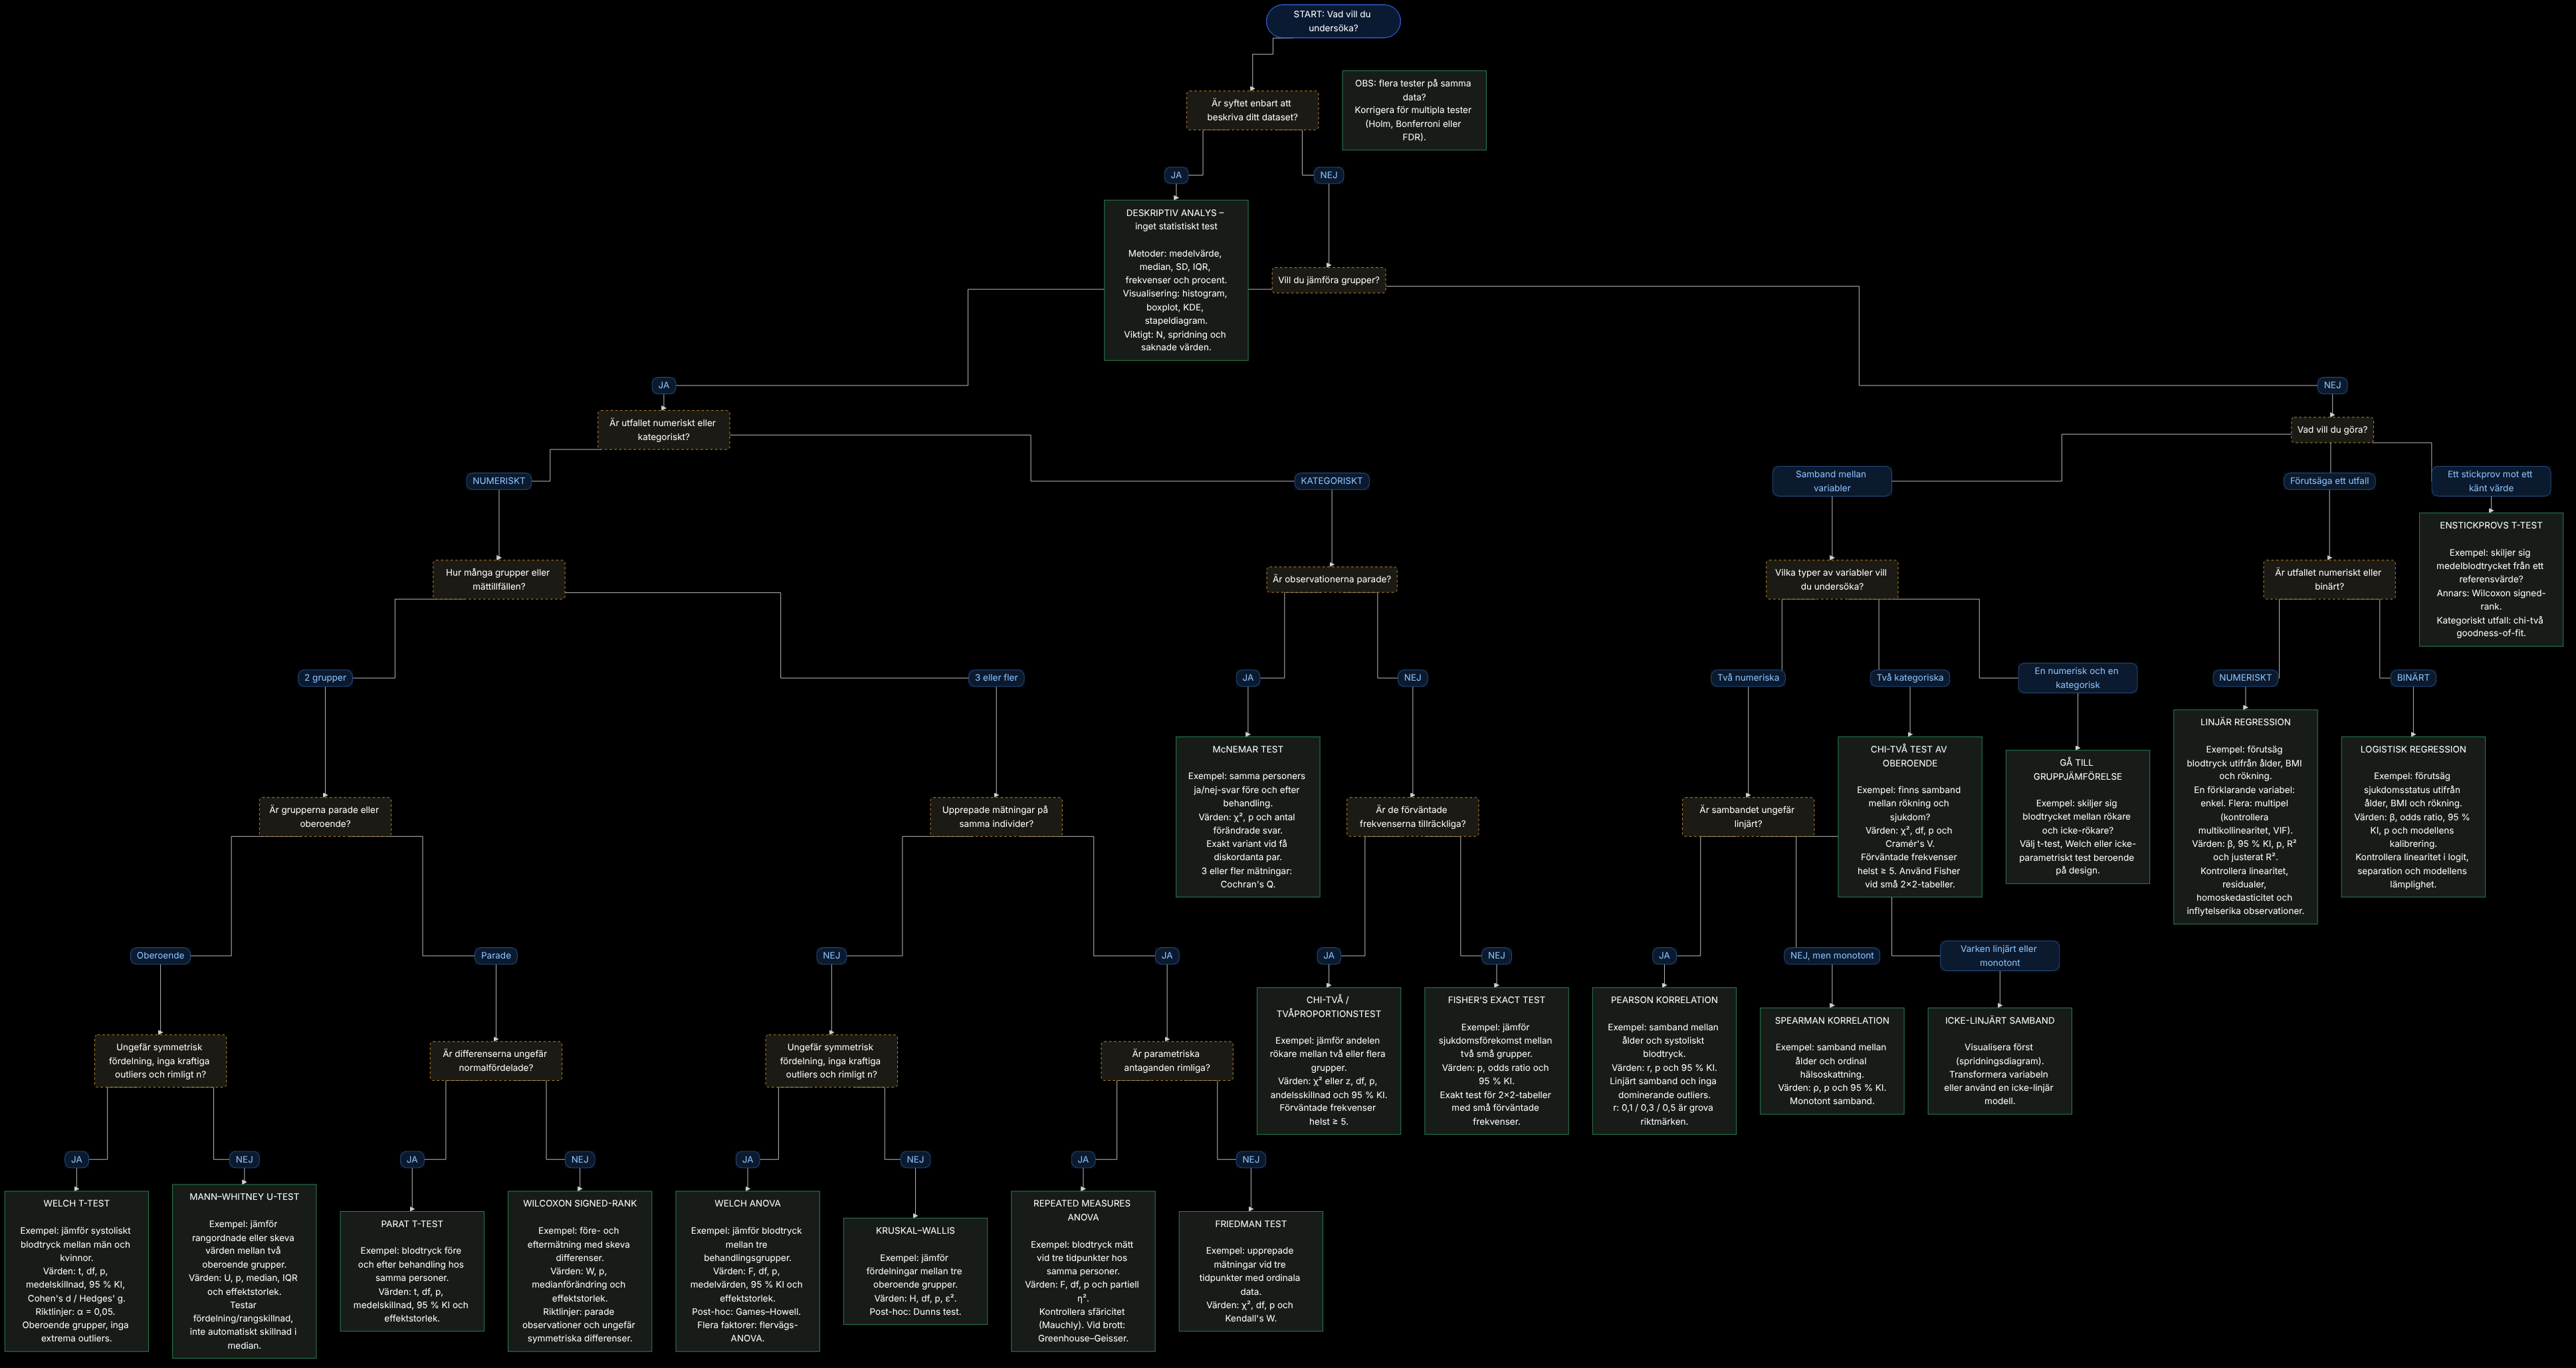 START: Vad vill du
undersöka?
OBS: flera tester på samma
data?
Korrigera för multipla tester
(Holm, Bonferroni eller
FDR).
Är syftet enbart att
beskriva ditt dataset?
JA
NEJ
DESKRIPTIV ANALYS –
inget statistiskt test
Metoder: medelvärde,
median, SD, IQR,
frekvenser och procent.
Visualisering: histogram,
boxplot, KDE,
stapeldiagram.
Viktigt: N, spridning och
saknade värden.
Vill du jämföra grupper?
JA
NEJ
Är utfallet numeriskt eller
kategoriskt?
Vad vill du göra?
NUMERISKT
KATEGORISKT
Samband mellan
variabler
Förutsäga ett utfall
Ett stickprov mot ett
känt värde
ENSTICKPROVS T-TEST
Exempel: skiljer sig
medelblodtrycket från ett
referensvärde?
Annars: Wilcoxon signed-
rank.
Kategoriskt utfall: chi-två
goodness-of-fit.
Hur många grupper eller
mättillfällen?
Är observationerna parade?
Vilka typer av variabler vill
du undersöka?
Är utfallet numeriskt eller
binärt?
2 grupper
3 eller fler
JA
NEJ
Två numeriska
Två kategoriska
En numerisk och en
kategorisk
NUMERISKT
BINÄRT
McNEMAR TEST
Exempel: samma personers
ja/nej-svar före och efter
behandling.
Värden: χ², p och antal
förändrade svar.
Exakt variant vid få
diskordanta par.
3 eller fler mätningar:
Cochran's Q.
CHI-TVÅ TEST AV
OBEROENDE
Exempel: finns samband
mellan rökning och
sjukdom?
Värden: χ², df, p och
Cramér's V.
Förväntade frekvenser
helst ≥ 5. Använd Fisher
vid små 2×2-tabeller.
GÅ TILL
GRUPPJÄMFÖRELSE
Exempel: skiljer sig
blodtrycket mellan rökare
och icke-rökare?
Välj t-test, Welch eller icke-
parametriskt test beroende
på design.
LINJÄR REGRESSION
Exempel: förutsäg
blodtryck utifrån ålder, BMI
och rökning.
En förklarande variabel:
enkel. Flera: multipel
(kontrollera
multikollinearitet, VIF).
Värden: β, 95 % KI, p, R²
och justerat R².
Kontrollera linearitet,
residualer,
homoskedasticitet och
inflytelserika observationer.
LOGISTISK REGRESSION
Exempel: förutsäg
sjukdomsstatus utifrån
ålder, BMI och rökning.
Värden: β, odds ratio, 95 %
KI, p och modellens
kalibrering.
Kontrollera linearitet i logit,
separation och modellens
lämplighet.
Är grupperna parade eller
oberoende?
Upprepade mätningar på
samma individer?
Är de förväntade
frekvenserna tillräckliga?
Är sambandet ungefär
linjärt?
Oberoende
Parade
NEJ
JA
JA
NEJ
JA
NEJ, men monotont
Varken linjärt eller
monotont
CHI-TVÅ /
TVÅPROPORTIONSTEST
Exempel: jämför andelen
rökare mellan två eller flera
grupper.
Värden: χ² eller z, df, p,
andelsskillnad och 95 % KI.
Förväntade frekvenser
helst ≥ 5.
FISHER'S EXACT TEST
Exempel: jämför
sjukdomsförekomst mellan
två små grupper.
Värden: p, odds ratio och
95 % KI.
Exakt test för 2×2-tabeller
med små förväntade
frekvenser.
PEARSON KORRELATION
Exempel: samband mellan
ålder och systoliskt
blodtryck.
Värden: r, p och 95 % KI.
Linjärt samband och inga
dominerande outliers.
r: 0,1 / 0,3 / 0,5 är grova
riktmärken.
SPEARMAN KORRELATION
Exempel: samband mellan
ålder och ordinal
hälsoskattning.
Värden: ρ, p och 95 % KI.
Monotont samband.
ICKE-LINJÄRT SAMBAND
Visualisera först
(spridningsdiagram).
Transformera variabeln
eller använd en icke-linjär
modell.
Ungefär symmetrisk
fördelning, inga kraftiga
outliers och rimligt n?
Är differenserna ungefär
normalfördelade?
Ungefär symmetrisk
fördelning, inga kraftiga
outliers och rimligt n?
Är parametriska
antaganden rimliga?
JA
NEJ
JA
NEJ
JA
NEJ
JA
NEJ
WELCH T-TEST
Exempel: jämför systoliskt
blodtryck mellan män och
kvinnor.
Värden: t, df, p,
medelskillnad, 95 % KI,
Cohen's d / Hedges' g.
Riktlinjer: α = 0,05.
Oberoende grupper, inga
extrema outliers.
MANN–WHITNEY U-TEST
Exempel: jämför
rangordnade eller skeva
värden mellan två
oberoende grupper.
Värden: U, p, median, IQR
och effektstorlek.
Testar
fördelning/rangskillnad,
inte automatiskt skillnad i
median.
PARAT T-TEST
Exempel: blodtryck före
och efter behandling hos
samma personer.
Värden: t, df, p,
medelskillnad, 95 % KI och
effektstorlek.
WILCOXON SIGNED-RANK
Exempel: före- och
eftermätning med skeva
differenser.
Värden: W, p,
medianförändring och
effektstorlek.
Riktlinjer: parade
observationer och ungefär
symmetriska differenser.
WELCH ANOVA
Exempel: jämför blodtryck
mellan tre
behandlingsgrupper.
Värden: F, df, p,
medelvärden, 95 % KI och
effektstorlek.
Post-hoc: Games–Howell.
Flera faktorer: flervägs-
ANOVA.
KRUSKAL–WALLIS
Exempel: jämför
fördelningar mellan tre
oberoende grupper.
Värden: H, df, p, ε².
Post-hoc: Dunns test.
REPEATED MEASURES
ANOVA
Exempel: blodtryck mätt
vid tre tidpunkter hos
samma personer.
Värden: F, df, p och partiell
η².
Kontrollera sfäricitet
(Mauchly). Vid brott:
Greenhouse–Geisser.
FRIEDMAN TEST
Exempel: upprepade
mätningar vid tre
tidpunkter med ordinala
data.
Värden: χ², df, p och
Kendall's W.